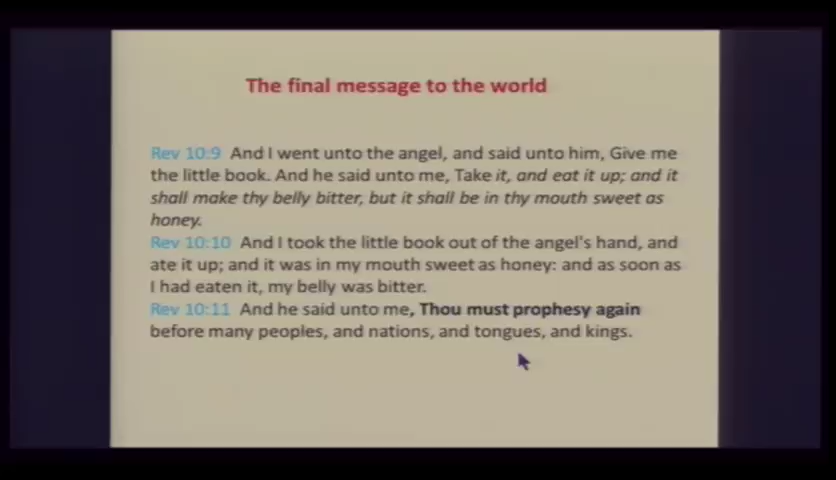 The final message to the world
Rev 10:9 And I went unto the angel, and said unto him, Give me
the little book. And he said unto me, Take it, and eat it up; and it
shall make thy belly bitter, but it shall be in thy mouth sweet as
honey.
Rev 10:10 And I took the little book out of the angel's hand, and
ate it up; and it was in my mouth sweet as honey: and as soon as
I had eaten it, my belly was bitter.
Rev 10:11 And he said unto me, Thou must prophesy again
before many peoples, and nations, and tongues, and kings.